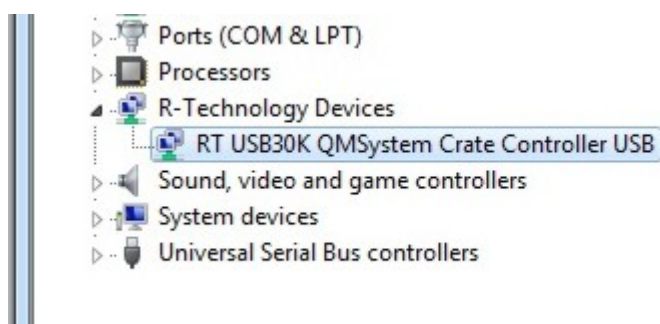 Ports (COM & LPT)
Processors
R-Technology Devices
RT USB30K QMSystem Crate Controller USB
Sound, video and game controllers
System devices
Universal Serial Bus controllers